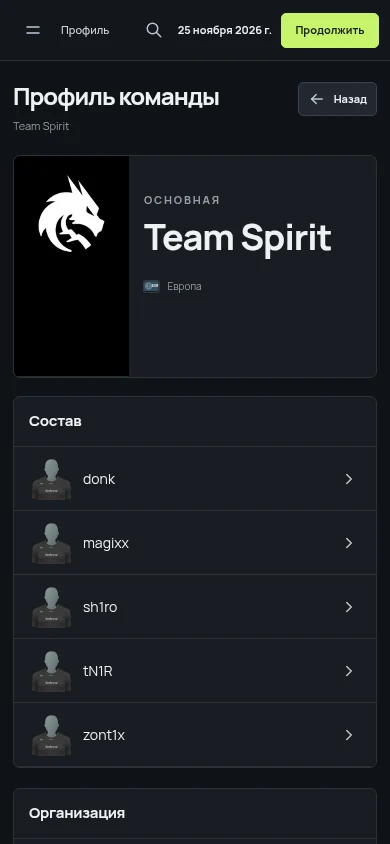 Профиль
25 ноября 2026 г.
Продолжить
Профиль команды
Назад
Team Spirit
ОСНОВНАЯ
Team Spirit
Европа
Состав
donk
magixx
sh1ro
tN1R
zont1x
Организация